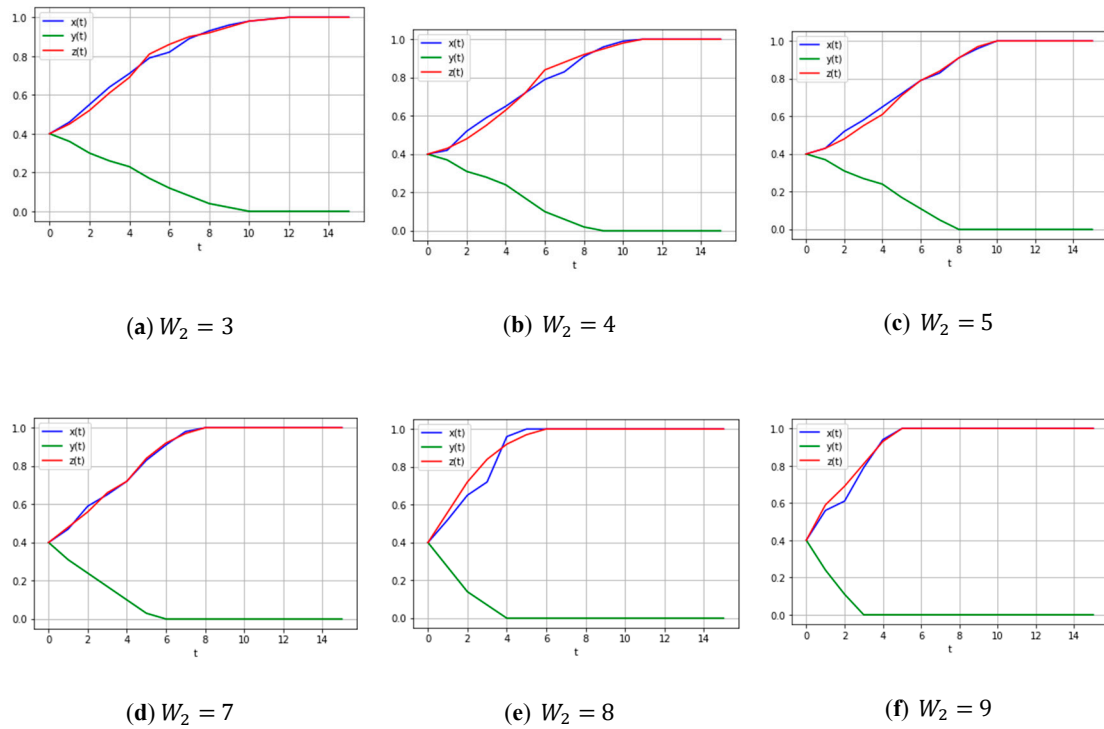 1.0
0.8
0.6
0.4
0.2
0.0
x(t)
y(t)
z(t)
0 2 4 6 8 10 12 14
t
(a) W₂ = 3
1.0
0.8
0.6
0.4
0.2
0.0
x(t)
y(t)
z(t)
0 2 4 6 8 10 12 14
t
(b) W₂ = 4
1.0
0.8
0.6
0.4
0.2
0.0
x(t)
y(t)
z(t)
0 2 4 6 8 10 12 14
t
(c) W₂ = 5
1.0
0.8
0.6
0.4
0.2
0.0
x(t)
y(t)
z(t)
0 2 4 6 8 10 12 14
t
(d) W₂ = 7
1.0
0.8
0.6
0.4
0.2
0.0
x(t)
y(t)
z(t)
0 2 4 6 8 10 12 14
t
(e) W₂ = 8
1.0
0.8
0.6
0.4
0.2
0.0
x(t)
y(t)
z(t)
0 2 4 6 8 10 12 14
t
(f) W₂ = 9